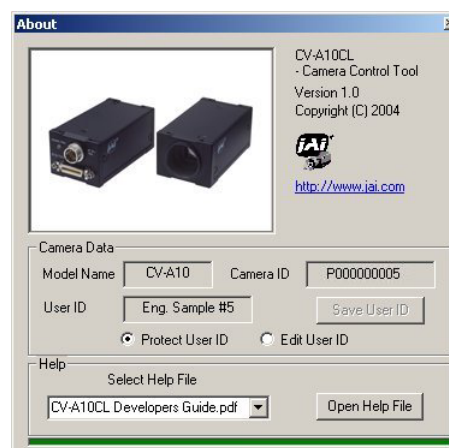 About
CV-A10CL
- Camera Control Tool
Version 1.0
Copyright (C) 2004
JAI
http://www.jai.com
Camera Data
Model Name CV-A10 Camera ID P000000005
User ID Eng. Sample #5 Save User ID
Protect User ID Edit User ID
Help
Select Help File
CV-A10CL Developers Guide.pdf Open Help File